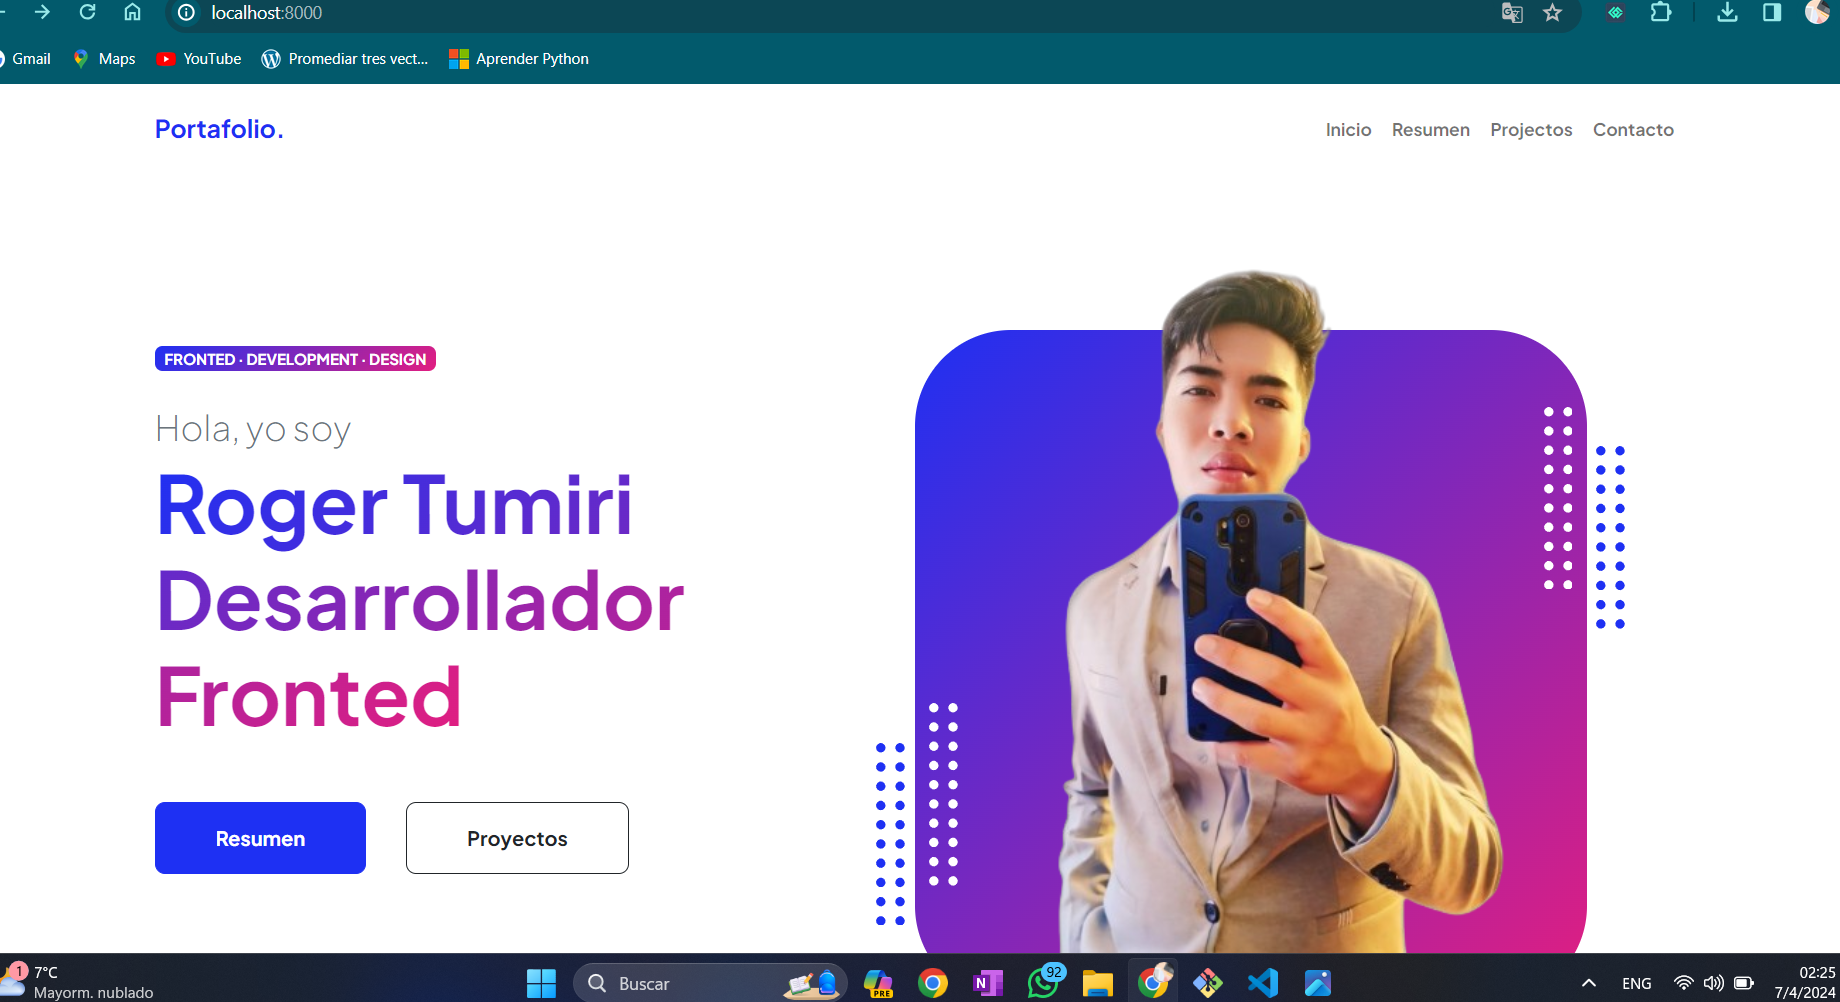 localhost:8000
Gmail Maps YouTube Promediar tres vect... Aprender Python
Portafolio.
Inicio Resumen Projectos Contacto
FRONTED · DEVELOPMENT · DESIGN
Hola, yo soy
Roger Tumiri
Desarrollador
Fronted
Resumen Proyectos
1
7°C
Mayorm. nublado
Buscar
PRE
N
92
ENG
02:25
7/4/2024